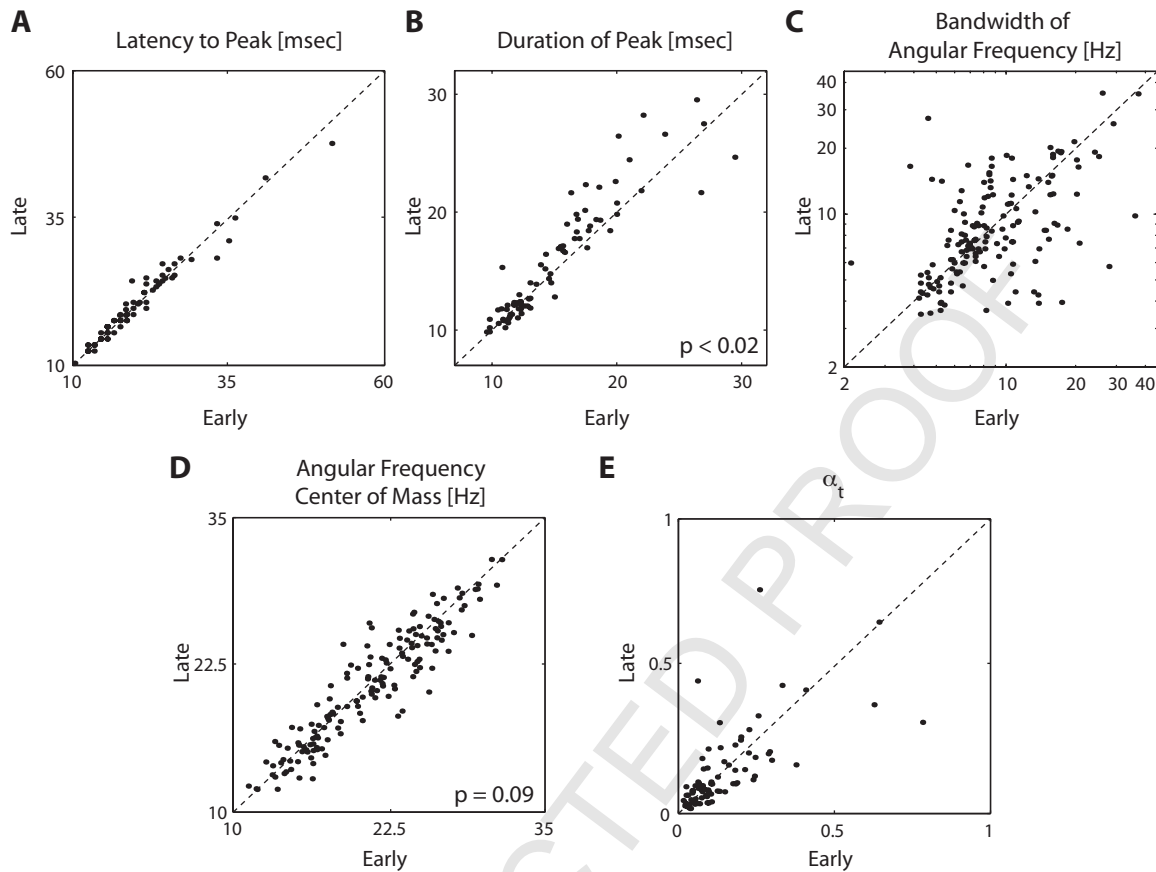 A
Latency to Peak [msec]
60
35
10
Late
10 35 60
Early
B
Duration of Peak [msec]
30
20
10
Late
p < 0.02
10 20 30
Early
C
Bandwidth of
Angular Frequency [Hz]
40
30
20
10
2
Late
2 10 20 30 40
Early
D
Angular Frequency
Center of Mass [Hz]
35
22.5
10
Late
p = 0.09
10 22.5 35
Early
E
αt
1
0.5
0
Late
0 0.5 1
Early
CTED PROOF